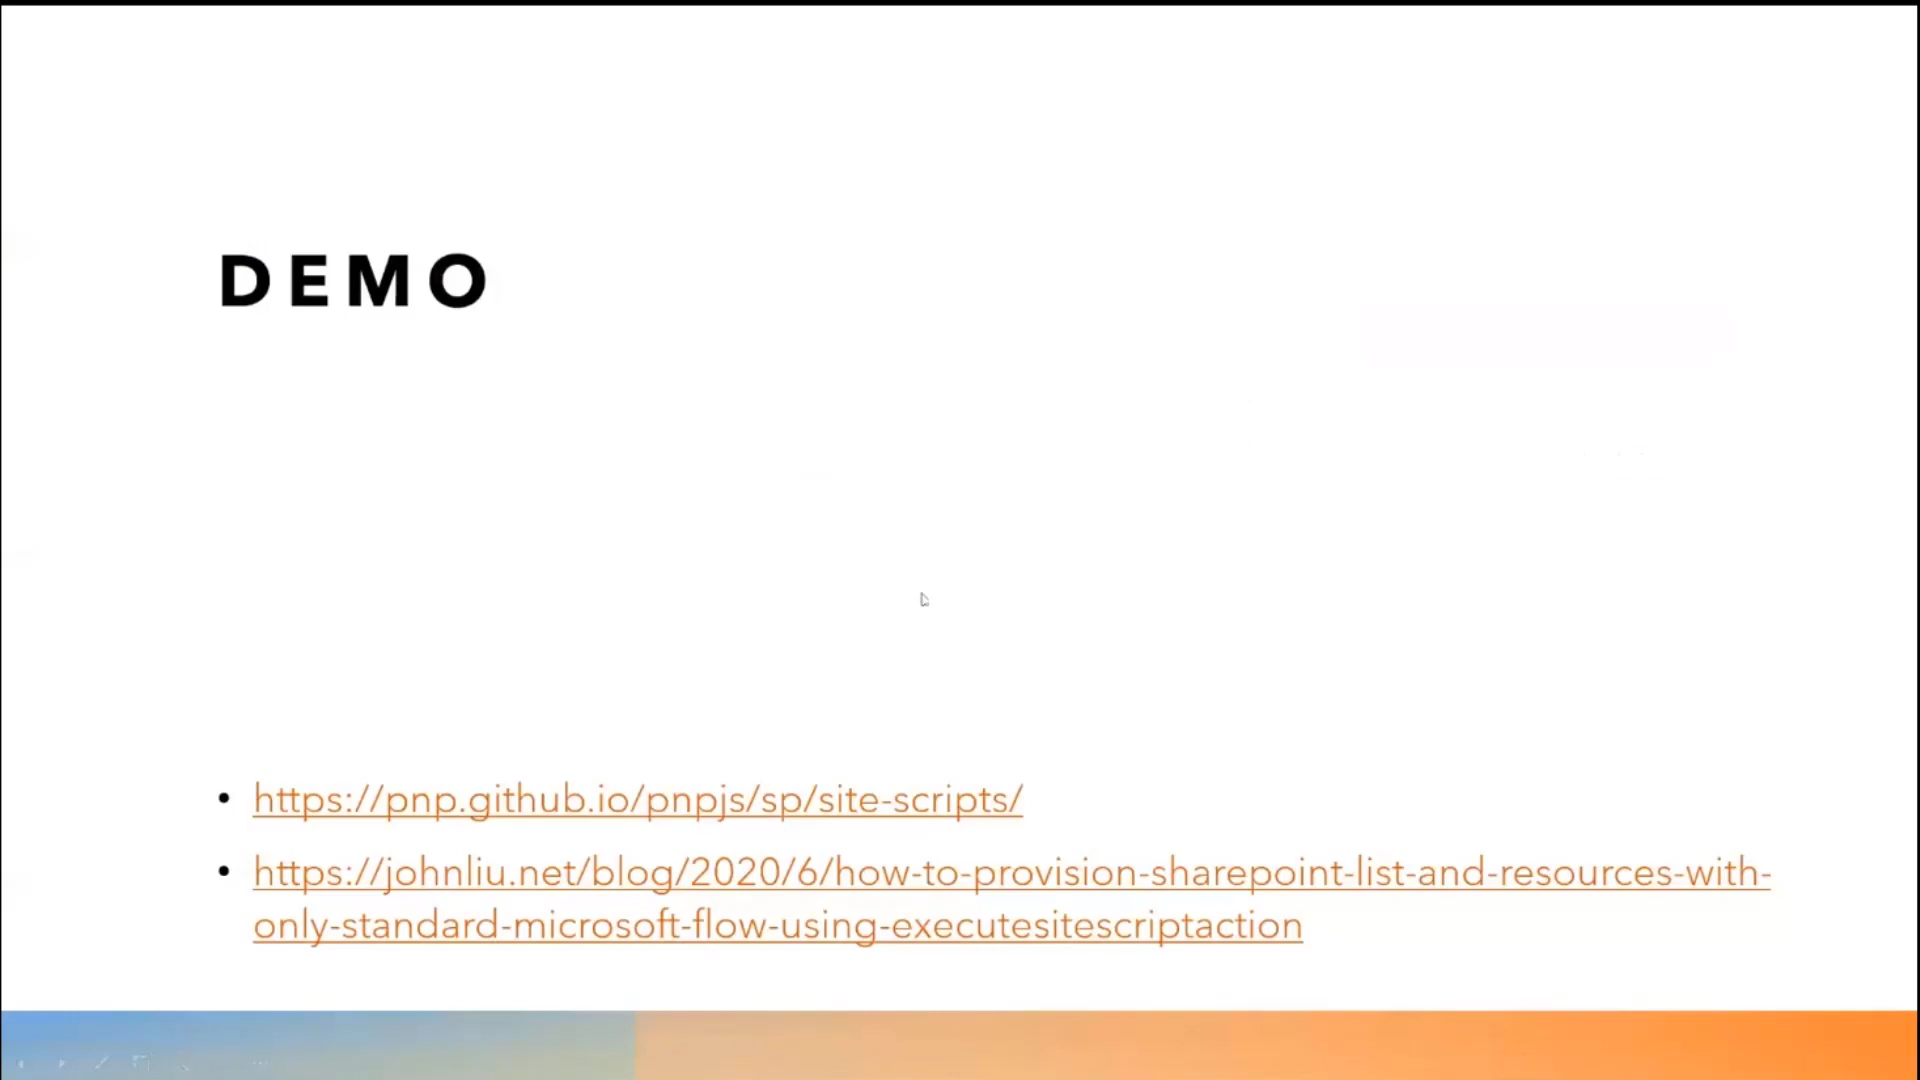 DEMO
• https://pnp.github.io/pnpjs/sp/site-scripts/
• https://johnliu.net/blog/2020/6/how-to-provision-sharepoint-list-and-resources-with-
only-standard-microsoft-flow-using-executesitescriptaction